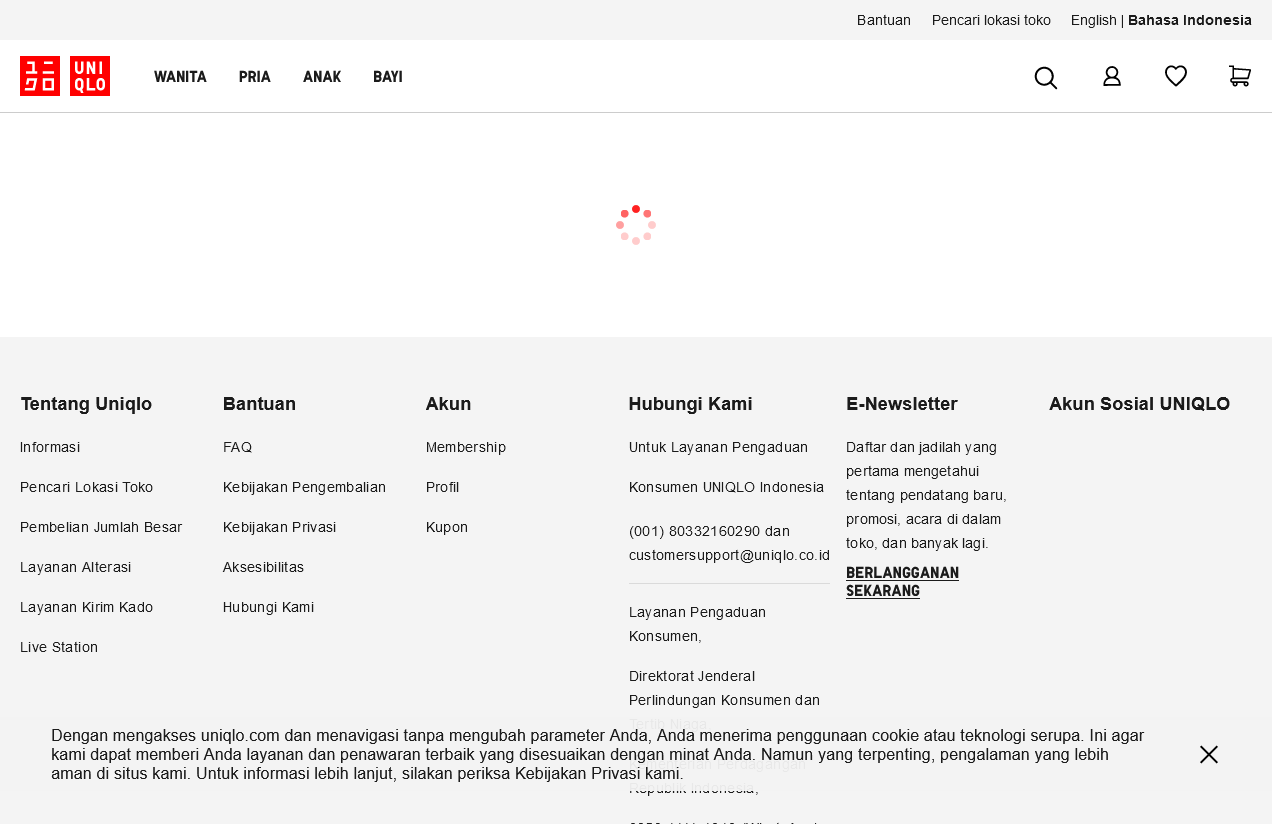 Bantuan Pencari lokasi toko English | Bahasa Indonesia
ユニクロ UNIQLO WANITA PRIA ANAK BAYI
Tentang Uniqlo
Informasi
Pencari Lokasi Toko
Pembelian Jumlah Besar
Layanan Alterasi
Layanan Kirim Kado
Live Station
Bantuan
FAQ
Kebijakan Pengembalian
Kebijakan Privasi
Aksesibilitas
Hubungi Kami
Akun
Membership
Profil
Kupon
Hubungi Kami
Untuk Layanan Pengaduan
Konsumen UNIQLO Indonesia
(001) 80332160290 dan
customersupport@uniqlo.co.id
Layanan Pengaduan
Konsumen,
Direktorat Jenderal
Perlindungan Konsumen dan
Tertib Niaga
Republik Indonesia,
E-Newsletter
Daftar dan jadilah yang
pertama mengetahui
tentang pendatang baru,
promosi, acara di dalam
toko, dan banyak lagi.
BERLANGGANAN
SEKARANG
Akun Sosial UNIQLO
Dengan mengakses uniqlo.com dan menavigasi tanpa mengubah parameter Anda, Anda menerima penggunaan cookie atau teknologi serupa. Ini agar
kami dapat memberi Anda layanan dan penawaran terbaik yang disesuaikan dengan minat Anda. Namun yang terpenting, pengalaman yang lebih
aman di situs kami. Untuk informasi lebih lanjut, silakan periksa Kebijakan Privasi kami.